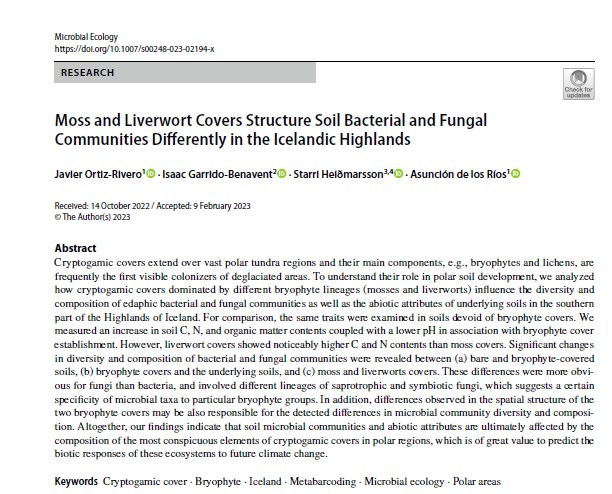 Microbial Ecology
https://doi.org/10.1007/s00248-023-02194-x
RESEARCH
Check for
updates
Moss and Liverwort Covers Structure Soil Bacterial and Fungal
Communities Differently in the Icelandic Highlands
Javier Ortiz-Rivero1 · Isaac Garrido-Benavent2 · Starri Heiðmarsson3,4 · Asunción de los Ríos1
Received: 14 October 2022 / Accepted: 9 February 2023
© The Author(s) 2023
Abstract
Cryptogamic covers extend over vast polar tundra regions and their main components, e.g., bryophytes and lichens, are
frequently the first visible colonizers of deglaciated areas. To understand their role in polar soil development, we analyzed
how cryptogamic covers dominated by different bryophyte lineages (mosses and liverworts) influence the diversity and
composition of edaphic bacterial and fungal communities as well as the abiotic attributes of underlying soils in the southern
part of the Highlands of Iceland. For comparison, the same traits were examined in soils devoid of bryophyte covers. We
measured an increase in soil C, N, and organic matter contents coupled with a lower pH in association with bryophyte cover
establishment. However, liverwort covers showed noticeably higher C and N contents than moss covers. Significant changes
in diversity and composition of bacterial and fungal communities were revealed between (a) bare and bryophyte-covered
soils, (b) bryophyte covers and the underlying soils, and (c) moss and liverworts covers. These differences were more obvi-
ous for fungi than bacteria, and involved different lineages of saprotrophic and symbiotic fungi, which suggests a certain
specificity of microbial taxa to particular bryophyte groups. In addition, differences observed in the spatial structure of the
two bryophyte covers may be also responsible for the detected differences in microbial community diversity and composi-
tion. Altogether, our findings indicate that soil microbial communities and abiotic attributes are ultimately affected by the
composition of the most conspicuous elements of cryptogamic covers in polar regions, which is of great value to predict the
biotic responses of these ecosystems to future climate change.
Keywords Cryptogamic cover · Bryophyte · Iceland · Metabarcoding · Microbial ecology · Polar areas